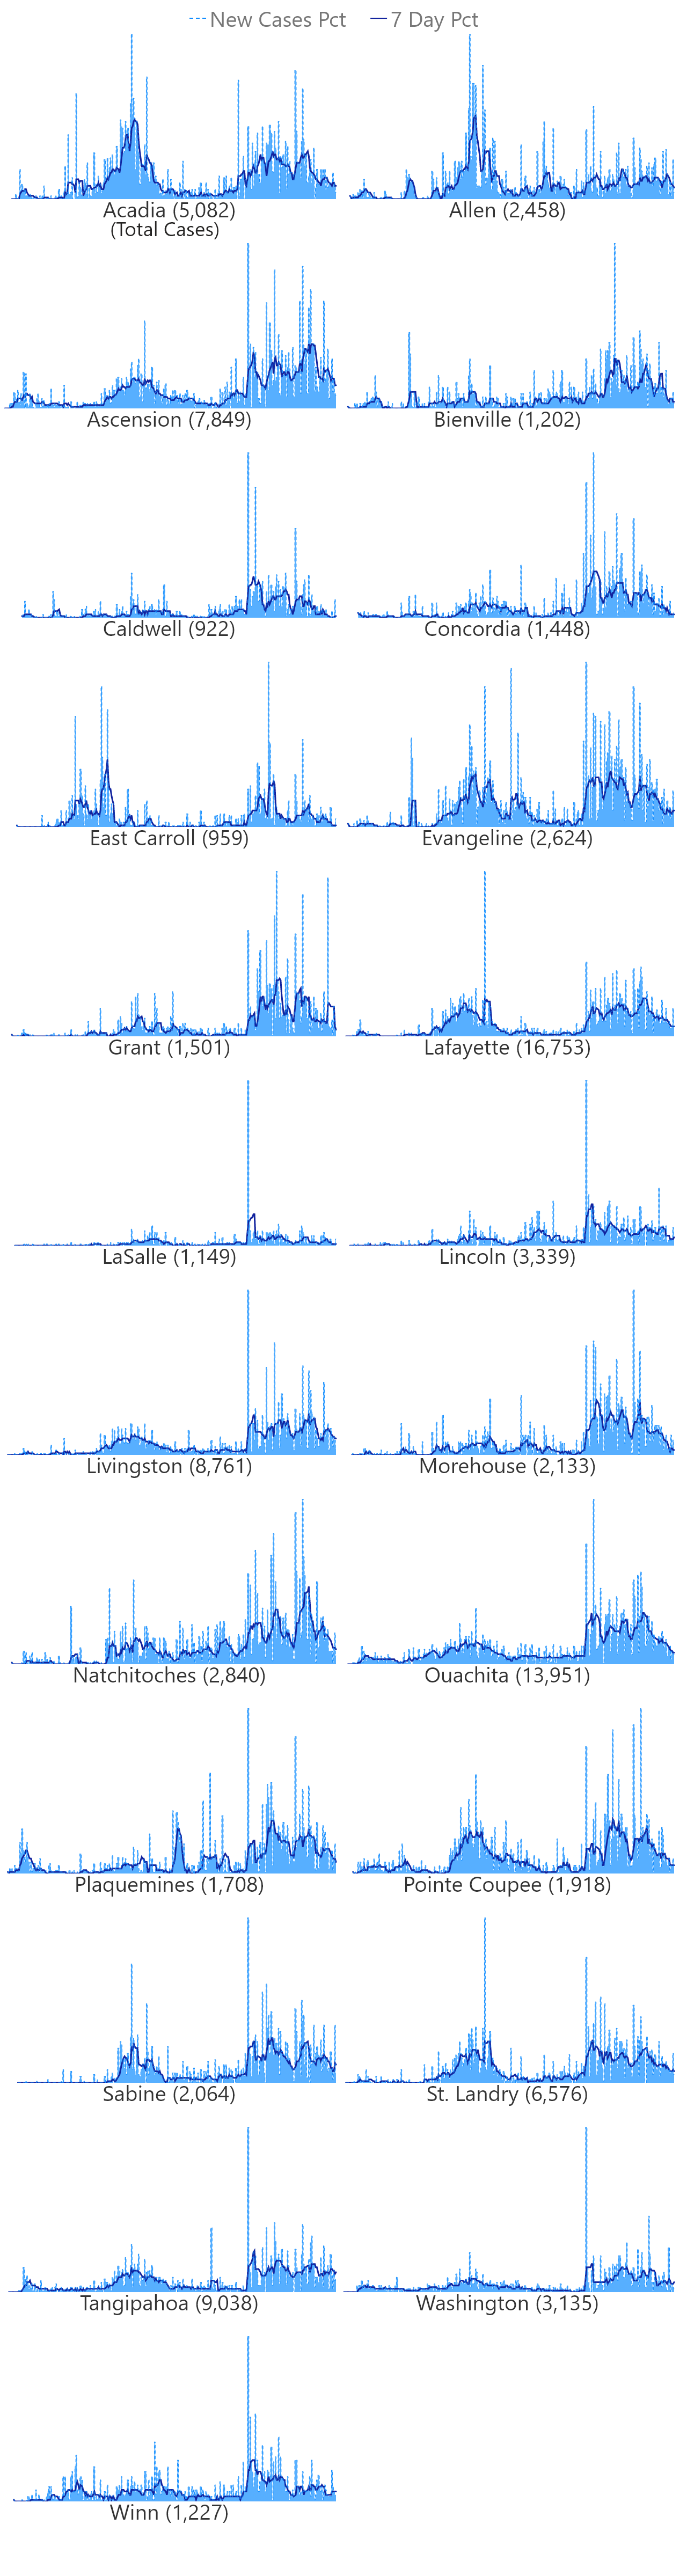 New Cases Pct 7 Day Pct
Acadia (5,082) Allen (2,458)
(Total Cases)
Ascension (7,849) Bienville (1,202)
Caldwell (922) Concordia (1,448)
East Carroll (959) Evangeline (2,624)
Grant (1,501) Lafayette (16,753)
LaSalle (1,149) Lincoln (3,339)
Livingston (8,761) Morehouse (2,133)
Natchitoches (2,840) Ouachita (13,951)
Plaquemines (1,708) Pointe Coupee (1,918)
Sabine (2,064) St. Landry (6,576)
Tangipahoa (9,038) Washington (3,135)
Winn (1,227)